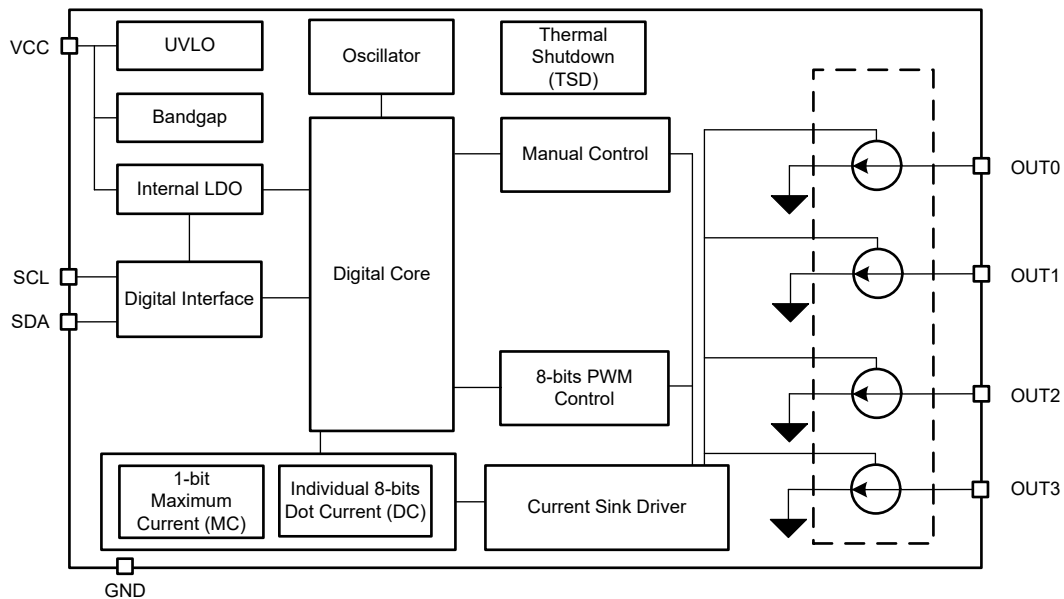 VCC
UVLO
Oscillator
Thermal
Shutdown
(TSD)
Bandgap
Manual Control
Internal LDO
OUT0
SCL
SDA
Digital Interface
Digital Core
OUT1
8-bits PWM
Control
OUT2
1-bit
Maximum
Current (MC)
Individual 8-bits
Dot Current (DC)
Current Sink Driver
OUT3
GND